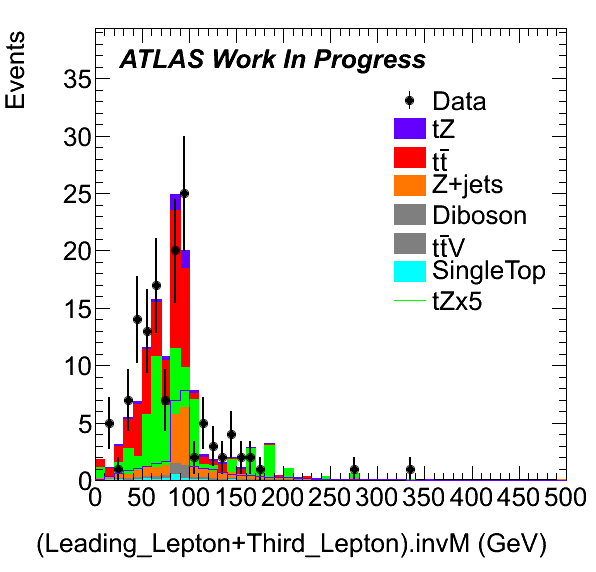 ATLAS Work In Progress
Events
35
30
25
20
15
10
5
0
Data
tZ
tt̄
Z+jets
Diboson
tt̄V
SingleTop
tZx5
0 50 100 150 200 250 300 350 400 450 500
(Leading_Lepton+Third_Lepton).invM (GeV)